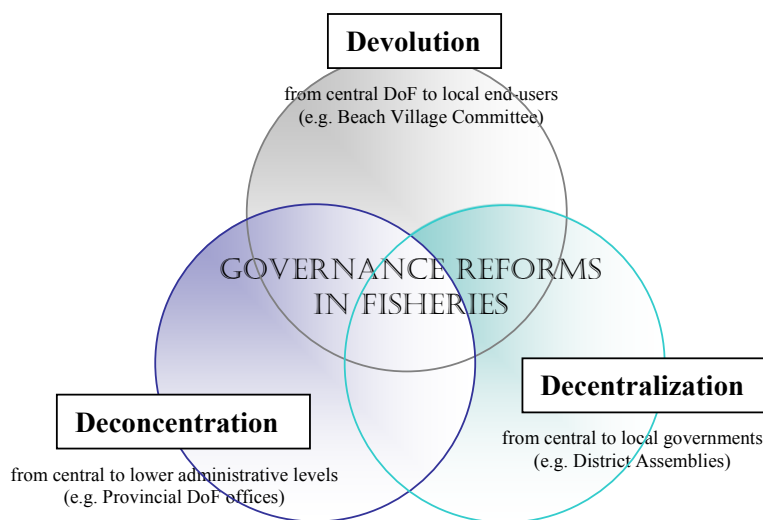 Devolution
from central DoF to local end-users
(e.g. Beach Village Committee)
GOVERNANCE REFORMS
IN FISHERIES
Decentralization
from central to local governments
(e.g. District Assemblies)
Deconcentration
from central to lower administrative levels
(e.g. Provincial DoF offices)